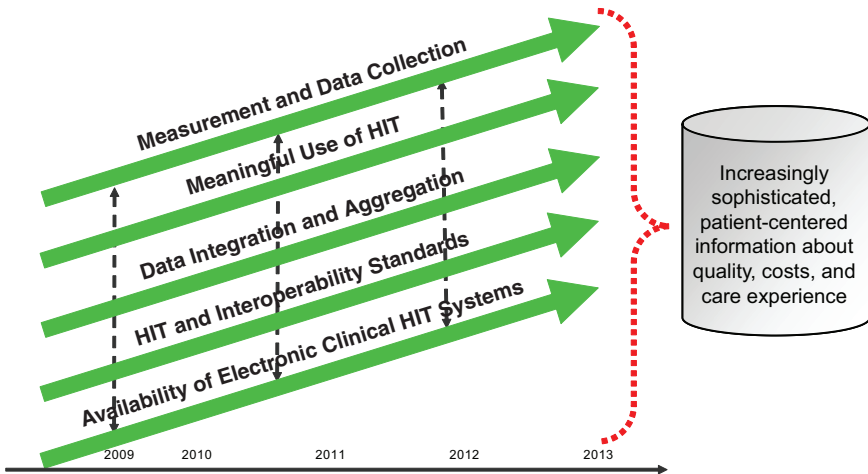 Measurement and Data Collection
Meaningful Use of HIT
Data Integration and Aggregation
HIT and Interoperability Standards
Availability of Electronic Clinical HIT Systems
Increasingly
sophisticated,
patient-centered
information about
quality, costs, and
care experience
2009 2010 2011 2012 2013